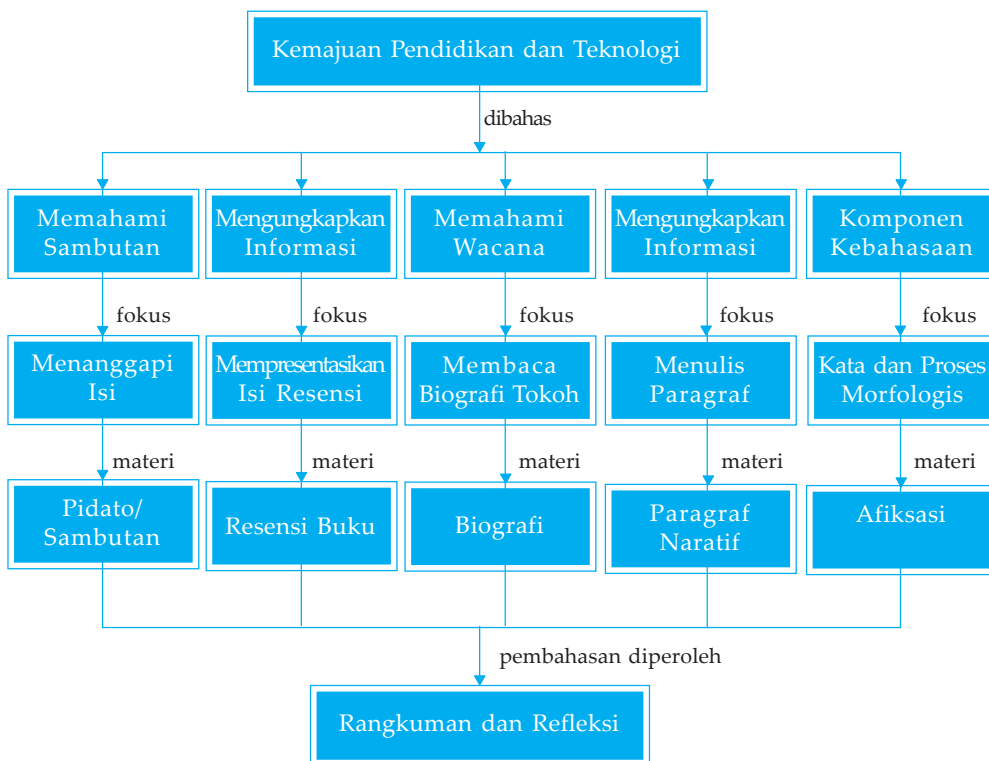 Kemajuan Pendidikan dan Teknologi
dibahas
Memahami
Sambutan
Mengungkapkan
Informasi
Memahami
Wacana
Mengungkapkan
Informasi
Komponen
Kebahasaan
fokus
fokus
fokus
fokus
fokus
Menanggapi
Isi
Mempresentasikan
Isi Resensi
Membaca
Biografi Tokoh
Menulis
Paragraf
Kata dan Proses
Morfologis
materi
materi
materi
materi
materi
Pidato/
Sambutan
Resensi Buku
Biografi
Paragraf
Naratif
Afiksasi
pembahasan diperoleh
Rangkuman dan Refleksi